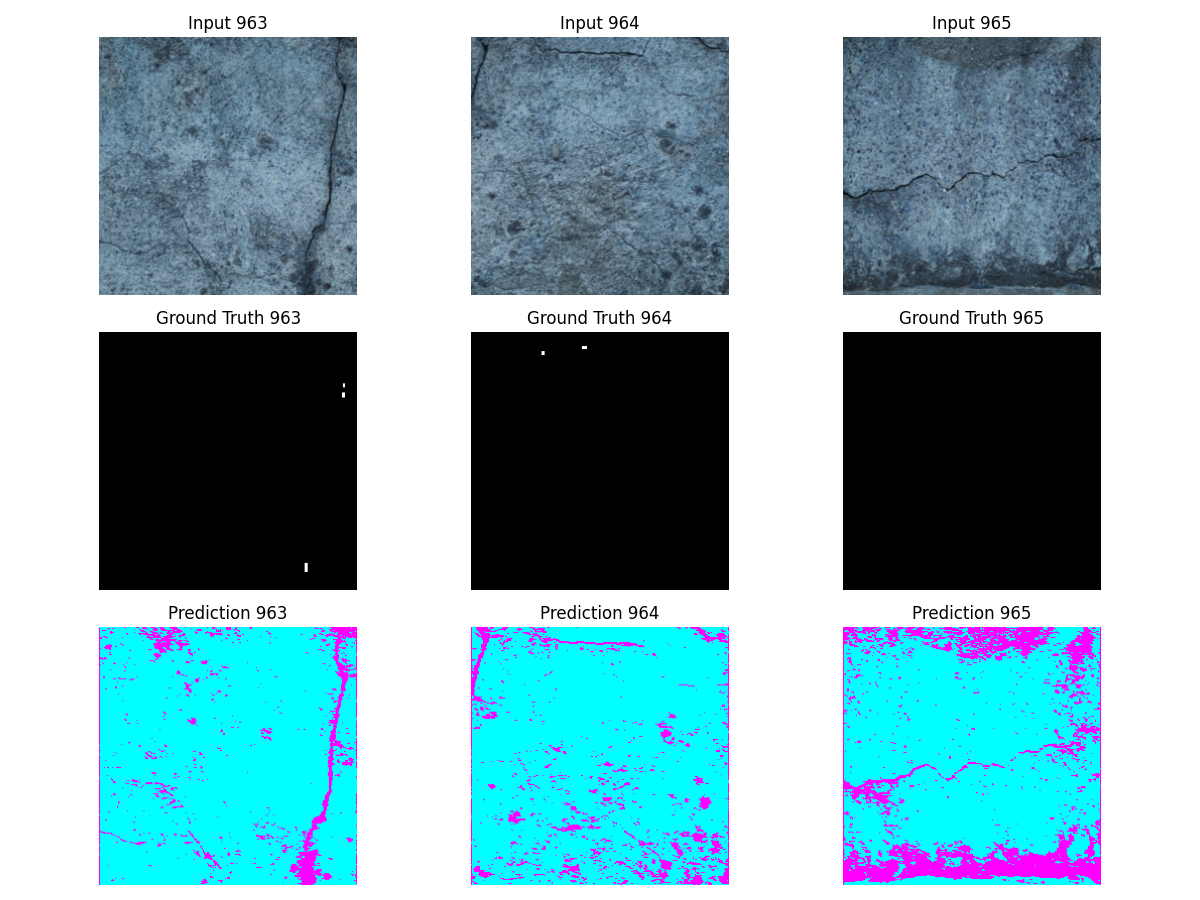 Input 963
Input 964
Input 965
Ground Truth 963
Ground Truth 964
Ground Truth 965
Prediction 963
Prediction 964
Prediction 965